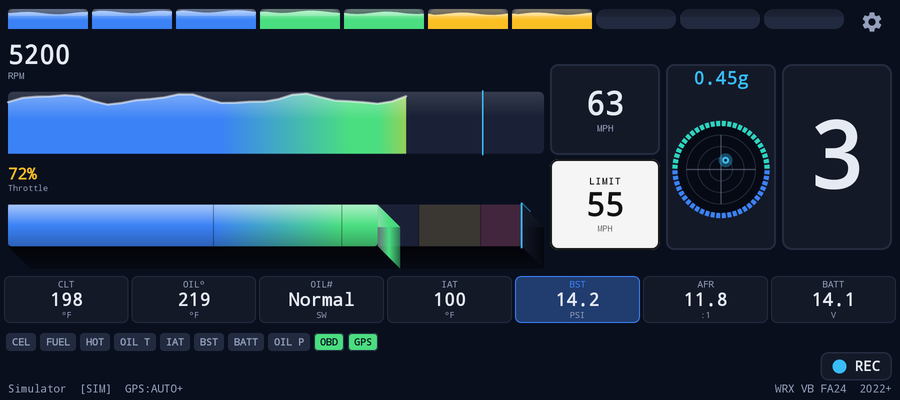 5200
RPM
72%
Throttle
63
MPH
LIMIT
55
MPH
0.45g
3
CLT
198
°F
OIL°
219
°F
OIL#
Normal
SW
IAT
100
°F
BST
14.2
PSI
AFR
11.8
:1
BATT
14.1
V
CEL FUEL HOT OIL T IAT BST BATT OIL P OBD GPS
REC
Simulator [SIM] GPS:AUTO+
WRX VB FA24 2022+